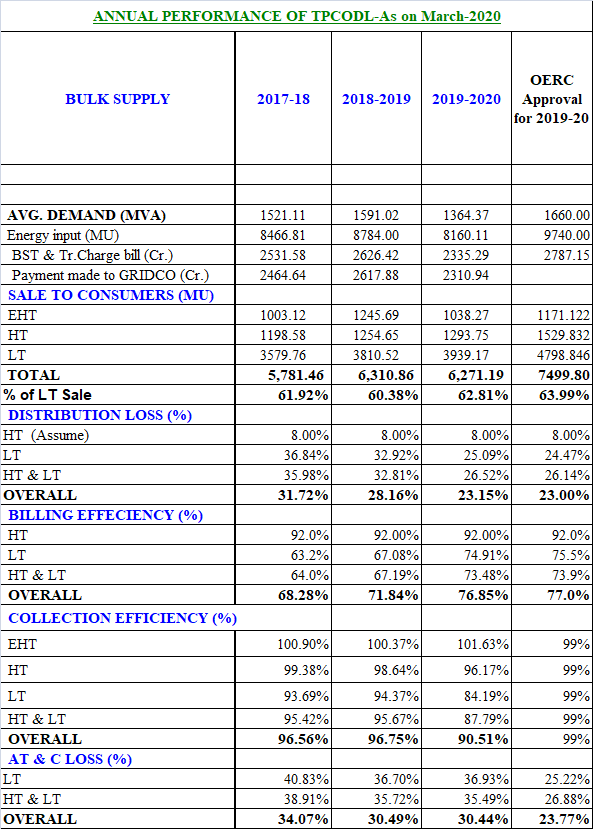 ANNUAL PERFORMANCE OF TPCODL-As on March-2020
BULK SUPPLY 2017-18 2018-2019 2019-2020 OERC Approval for 2019-20
AVG. DEMAND (MVA) 1521.11 1591.02 1364.37 1660.00
Energy input (MU) 8466.81 8784.00 8160.11 9740.00
BST & Tr.Charge bill (Cr.) 2531.58 2626.42 2335.29 2787.15
Payment made to GRIDCO (Cr.) 2464.64 2617.88 2310.94
SALE TO CONSUMERS (MU)
EHT 1003.12 1245.69 1038.27 1171.122
HT 1198.58 1254.65 1293.75 1529.832
LT 3579.76 3810.52 3939.17 4798.846
TOTAL 5,781.46 6,310.86 6,271.19 7499.80
% of LT Sale 61.92% 60.38% 62.81% 63.99%
DISTRIBUTION LOSS (%)
HT (Assume) 8.00% 8.00% 8.00% 8.00%
LT 36.84% 32.92% 25.09% 24.47%
HT & LT 35.98% 32.81% 26.52% 26.14%
OVERALL 31.72% 28.16% 23.15% 23.00%
BILLING EFFECIENCY (%)
HT 92.0% 92.00% 92.00% 92.0%
LT 63.2% 67.08% 74.91% 75.5%
HT & LT 64.0% 67.19% 73.48% 73.9%
OVERALL 68.28% 71.84% 76.85% 77.0%
COLLECTION EFFICIENCY (%)
EHT 100.90% 100.37% 101.63% 99%
HT 99.38% 98.64% 96.17% 99%
LT 93.69% 94.37% 84.19% 99%
HT & LT 95.42% 95.67% 87.79% 99%
OVERALL 96.56% 96.75% 90.51% 99%
AT & C LOSS (%)
LT 40.83% 36.70% 36.93% 25.22%
HT & LT 38.91% 35.72% 35.49% 26.88%
OVERALL 34.07% 30.49% 30.44% 23.77%